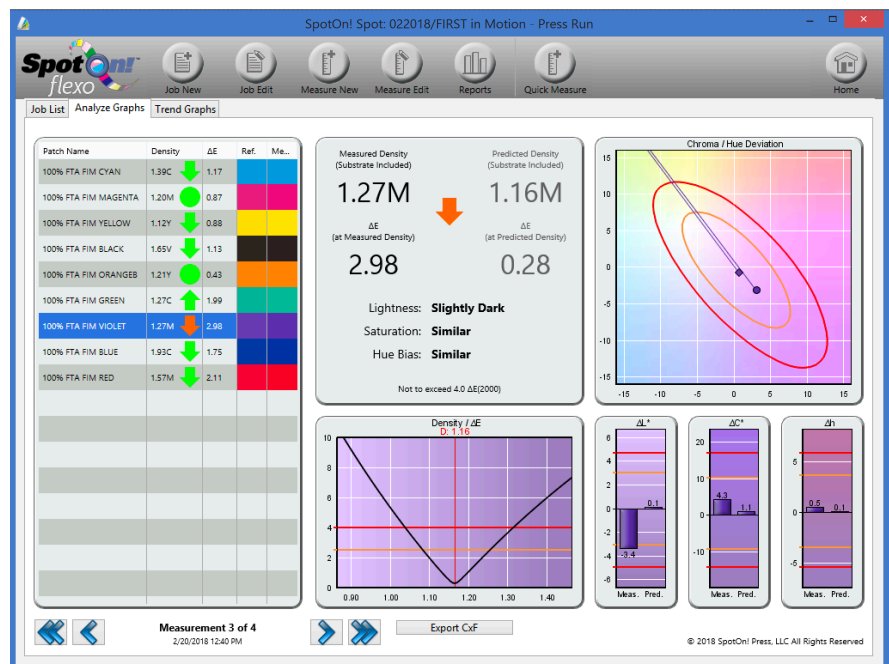 SpotOn! Spot: 022018/FIRST in Motion - Press Run
SpotOn!
flexo
Job New
Job Edit
Measure New
Measure Edit
Reports
Quick Measure
Home
Job List
Analyze Graphs
Trend Graphs
Patch Name Density ΔE Ref. Me...
100% FTA FIM CYAN 1.39C 1.17
100% FTA FIM MAGENTA 1.20M 0.87
100% FTA FIM YELLOW 1.12Y 0.88
100% FTA FIM BLACK 1.65V 1.13
100% FTA FIM ORANGEB 1.21Y 0.43
100% FTA FIM GREEN 1.27C 1.99
100% FTA FIM VIOLET 1.27M 2.98
100% FTA FIM BLUE 1.93C 1.75
100% FTA FIM RED 1.57M 2.11
Measured Density
(Substrate Included)
1.27M
ΔE
(at Measured Density)
2.98
Predicted Density
(Substrate Included)
1.16M
ΔE
(at Predicted Density)
0.28
Lightness: Slightly Dark
Saturation: Similar
Hue Bias: Similar
Not to exceed 4.0 ΔE(2000)
Chroma / Hue Deviation
15
10
5
0
-5
-10
-15
-15 -10 -5 0 5 10 15
Density / ΔE
D: 1.16
10
8
6
4
2
0
0.90 1.00 1.10 1.20 1.30 1.40
ΔL*
6
4
2
0
-2
-4
-6
0.1
-3.4
Meas. Pred.
ΔC*
20
10
0
-10
4.3
1.1
Meas. Pred.
Δh
5
0
-5
0.5
0.1
Meas. Pred.
Measurement 3 of 4
2/20/2018 12:40 PM
Export CxF
© 2018 SpotOn! Press, LLC All Rights Reserved